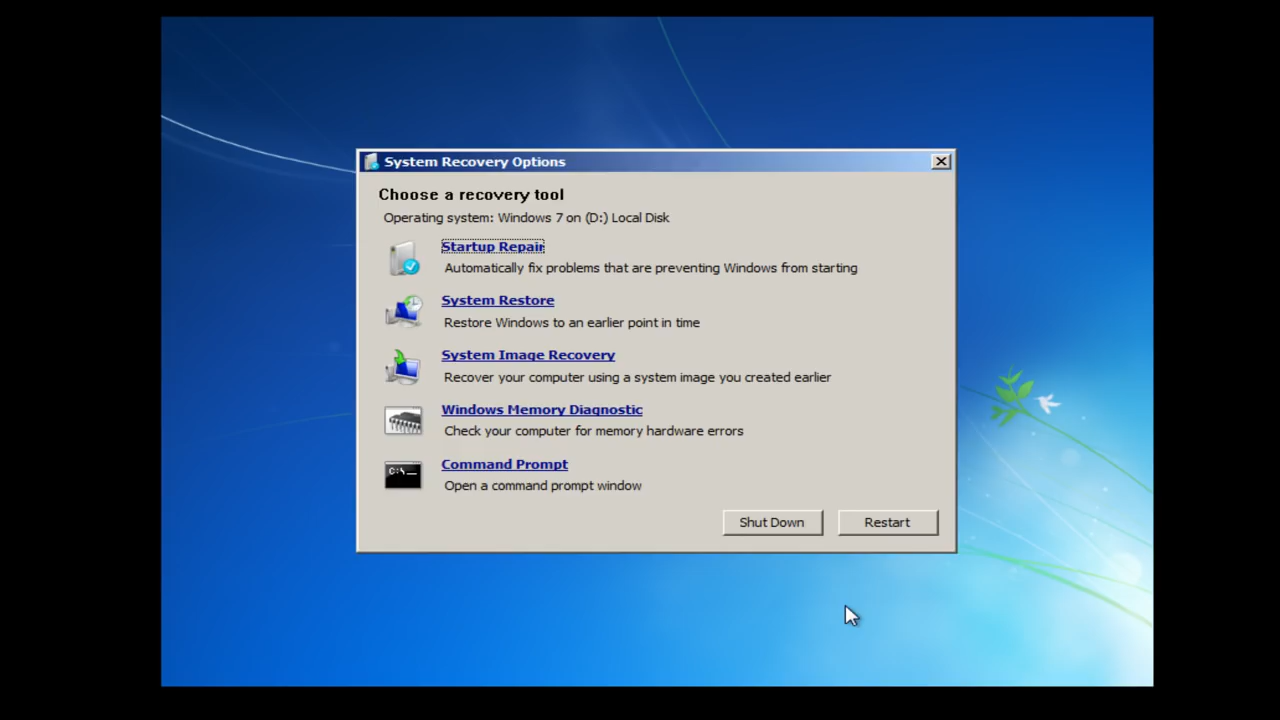 System Recovery Options
Choose a recovery tool
Operating system: Windows 7 on (D:) Local Disk
Startup Repair
Automatically fix problems that are preventing Windows from starting
System Restore
Restore Windows to an earlier point in time
System Image Recovery
Recover your computer using a system image you created earlier
Windows Memory Diagnostic
Check your computer for memory hardware errors
C:\_
Command Prompt
Open a command prompt window
Shut Down
Restart